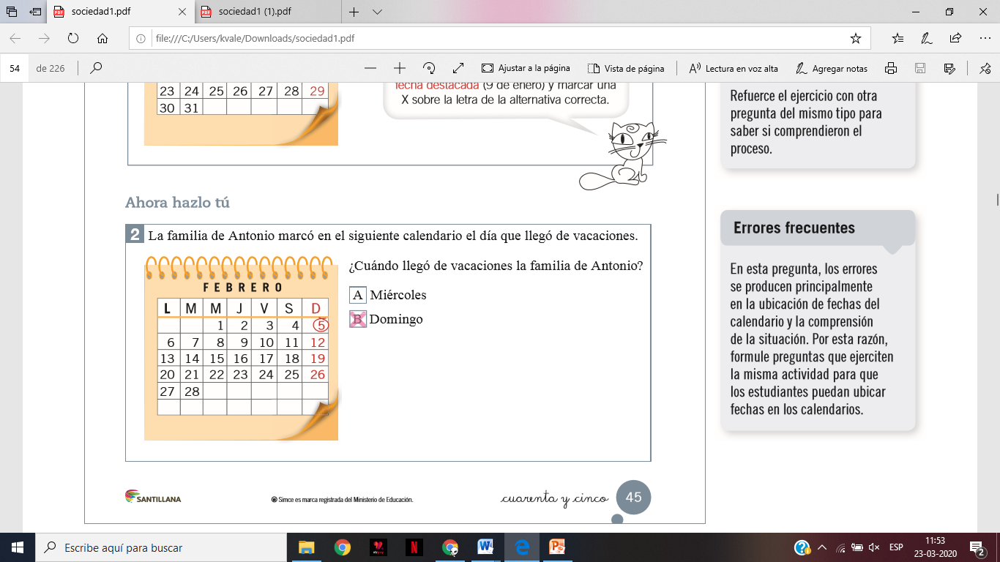 sociedad1.pdf
sociedad1 (1).pdf
file:///C:/Users/kvale/Downloads/sociedad1.pdf
54 de 226
Ajustar a la página
Vista de página
Lectura en voz alta
Agregar notas
23 24 25 26 27 28 29
30 31
fecha destacada (9 de enero) y marcar una
X sobre la letra de la alternativa correcta.
Refuerce el ejercicio con otra
pregunta del mismo tipo para
saber si comprendieron el
proceso.
Ahora hazlo tú
2 La familia de Antonio marcó en el siguiente calendario el día que llegó de vacaciones.
FEBRERO
L M M J V S D
1 2 3 4 5
6 7 8 9 10 11 12
13 14 15 16 17 18 19
20 21 22 23 24 25 26
27 28
¿Cuándo llegó de vacaciones la familia de Antonio?
A Miércoles
B Domingo
Errores frecuentes
En esta pregunta, los errores
se producen principalmente
en la ubicación de fechas del
calendario y la comprensión
de la situación. Por esta razón,
formule preguntas que ejerciten
la misma actividad para que
los estudiantes puedan ubicar
fechas en los calendarios.
SANTILLANA
® Simce es marca registrada del Ministerio de Educación.
cuarenta y cinco
45
Escribe aquí para buscar
ESP
11:53
23-03-2020
2